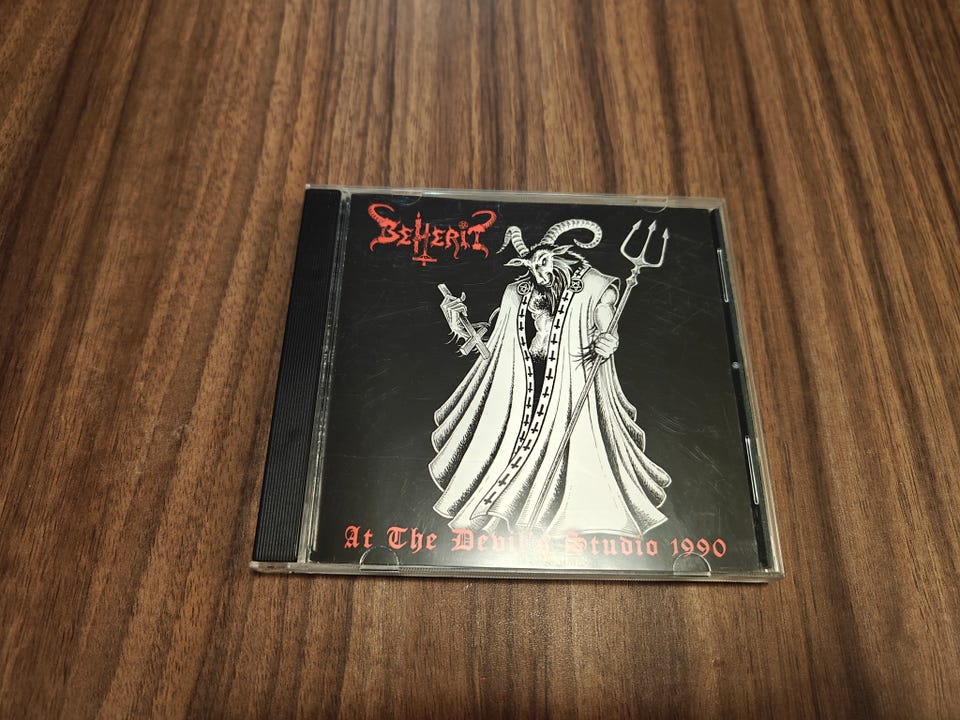 BEHERIT
At The Devil's Studio 1990